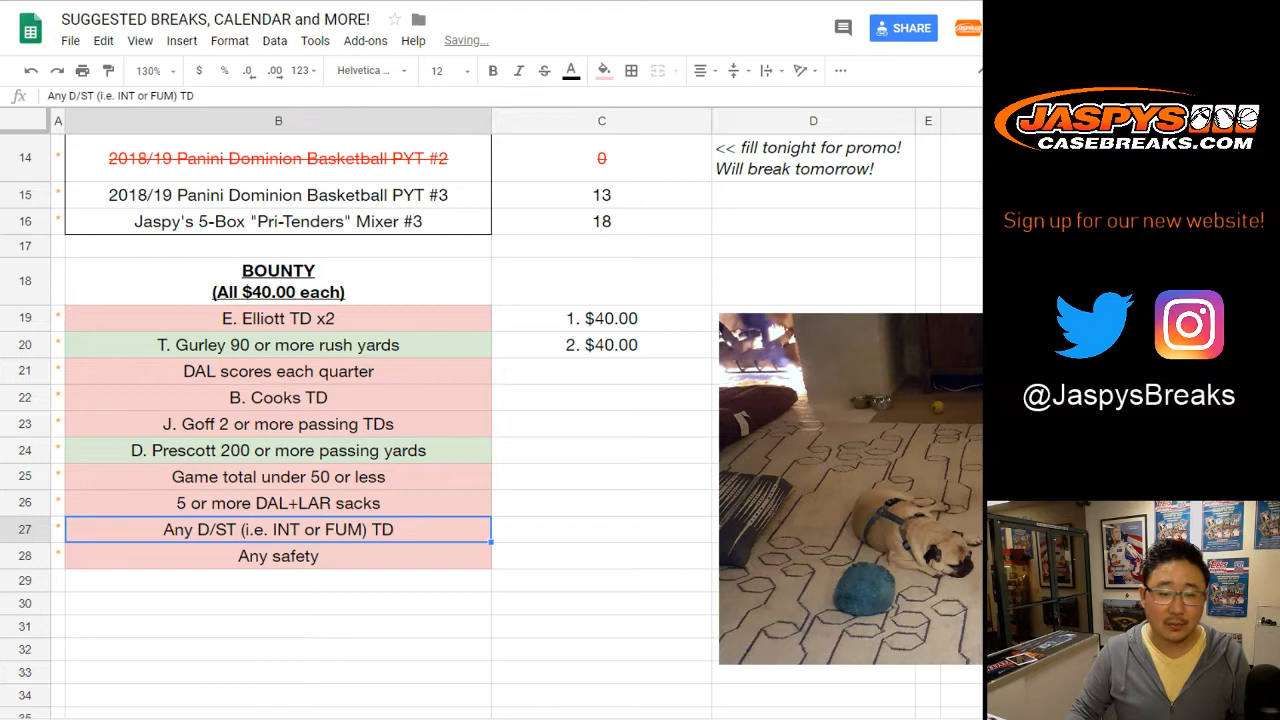 SUGGESTED BREAKS, CALENDAR and MORE!
File Edit View Insert Format Data Tools Add-ons Help Saving...
SHARE
130% $ % .0 .00 123 Helvetica ... 12 B I S A
fx Any D/ST (i.e. INT or FUM) TD
A B C D E
14 * 2018/19 Panini Dominion Basketball PYT #2 0 << fill tonight for promo!
Will break tomorrow!
15 * 2018/19 Panini Dominion Basketball PYT #3 13
16 * Jaspy's 5-Box "Pri-Tenders" Mixer #3 18
17
18 BOUNTY
(All $40.00 each)
19 * E. Elliott TD x2 1. $40.00
20 * T. Gurley 90 or more rush yards 2. $40.00
21 * DAL scores each quarter
22 * B. Cooks TD
23 * J. Goff 2 or more passing TDs
24 * D. Prescott 200 or more passing yards
25 * Game total under 50 or less
26 * 5 or more DAL+LAR sacks
27 * Any D/ST (i.e. INT or FUM) TD
28 * Any safety
29
30
31
32
33
34
JASPYS
CASEBREAKS.COM
Sign up for our new website!
@JaspysBreaks